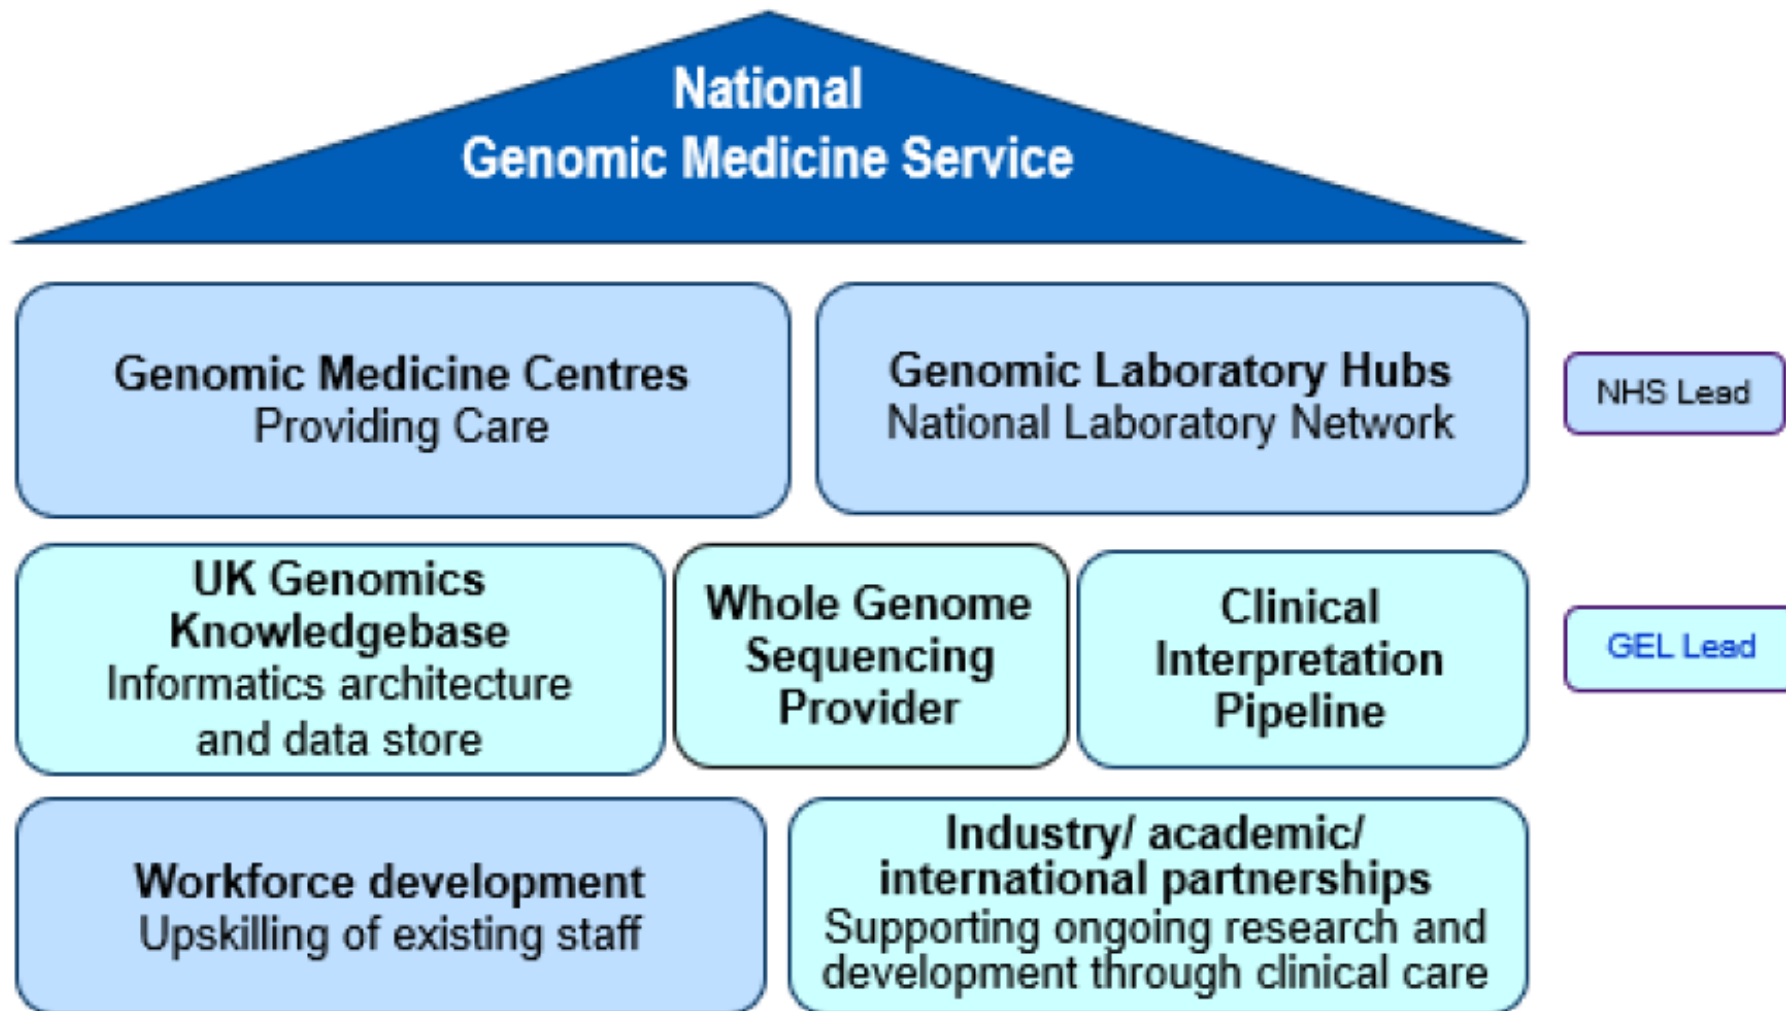 National
Genomic Medicine Service
Genomic Medicine Centres
Providing Care
Genomic Laboratory Hubs
National Laboratory Network
NHS Lead
UK Genomics
Knowledgebase
Informatics architecture
and data store
Whole Genome
Sequencing
Provider
Clinical
Interpretation
Pipeline
GEL Lead
Workforce development
Upskilling of existing staff
Industry/ academic/
international partnerships
Supporting ongoing research and
development through clinical care